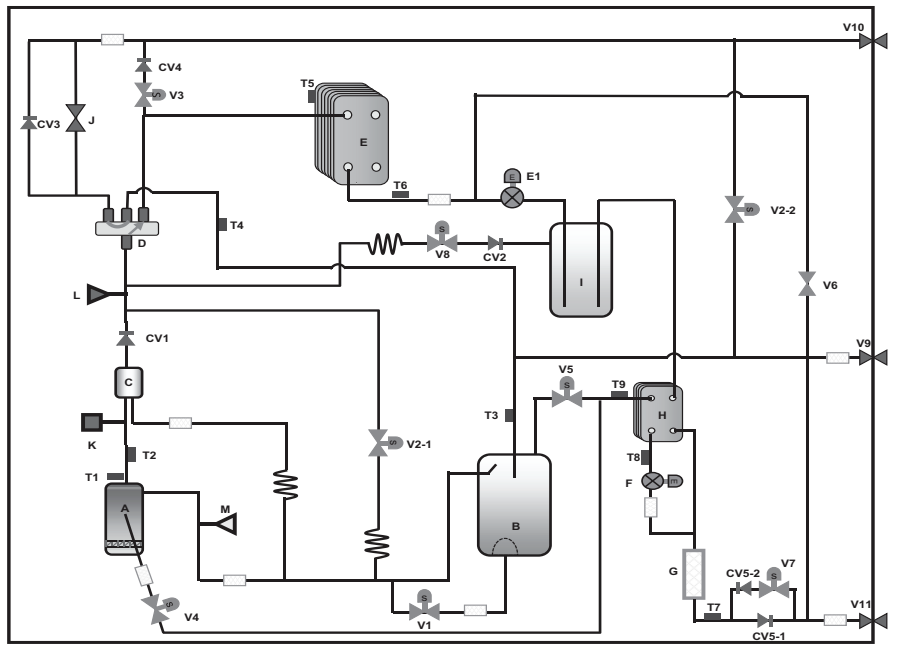 V10
CV4
V3
CV3
J
T5
E
T6
E
E1
S
V2-2
S
T4
D
S
V8
CV2
I
V6
L
CV1
V9
C
V5
S
T9
H
K
T3
S
V2-1
T2
T1
T8
F
E
A
M
B
G
CV5-2
V7
S
S
V4
S
V1
T7
CV5-1
V11